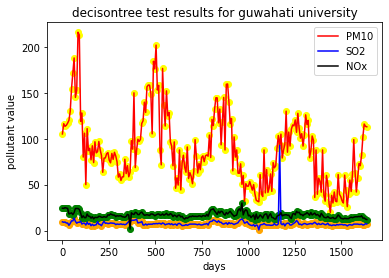 decisontree test results for guwahati university
PM10
SO2
NOx
200
150
100
50
0
pollutant value
0 250 500 750 1000 1250 1500
days